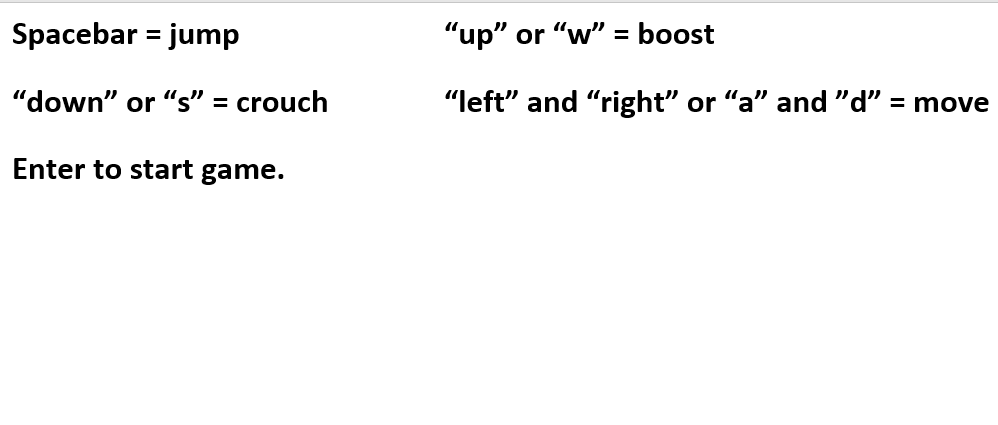 Spacebar = jump
“up” or “w” = boost
“down” or “s” = crouch
“left” and “right” or “a” and ”d” = move
Enter to start game.